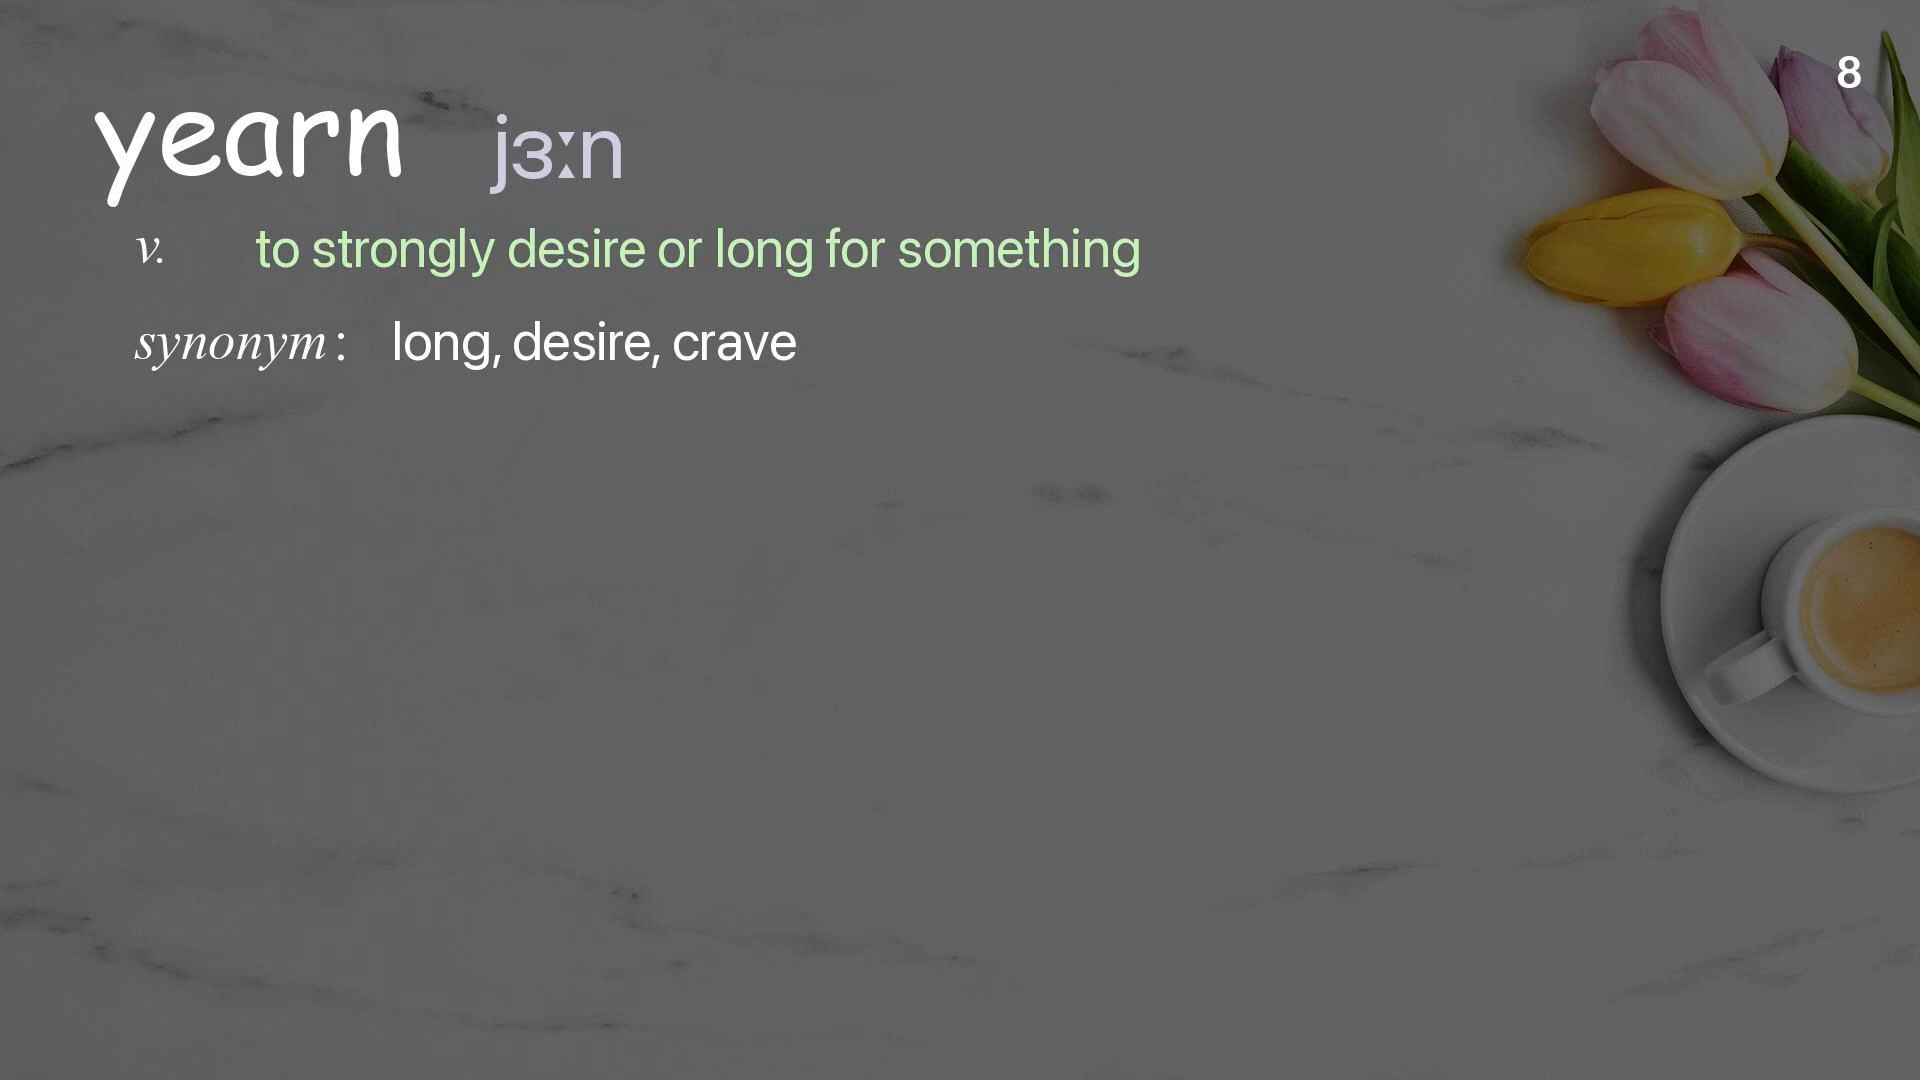 8
yearn jɜːn
v. to strongly desire or long for something
synonym : long, desire, crave